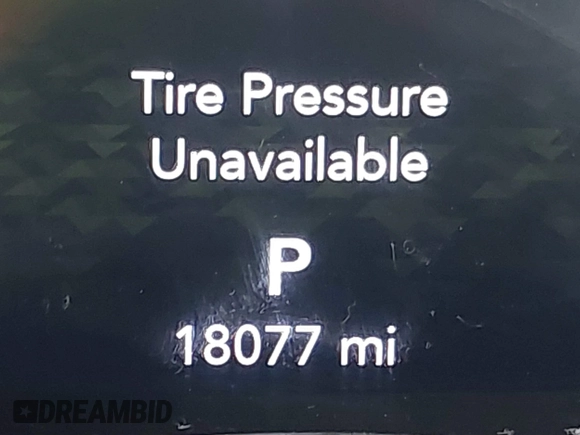 Tire Pressure
Unavailable
P
18077 mi
DREAMBID